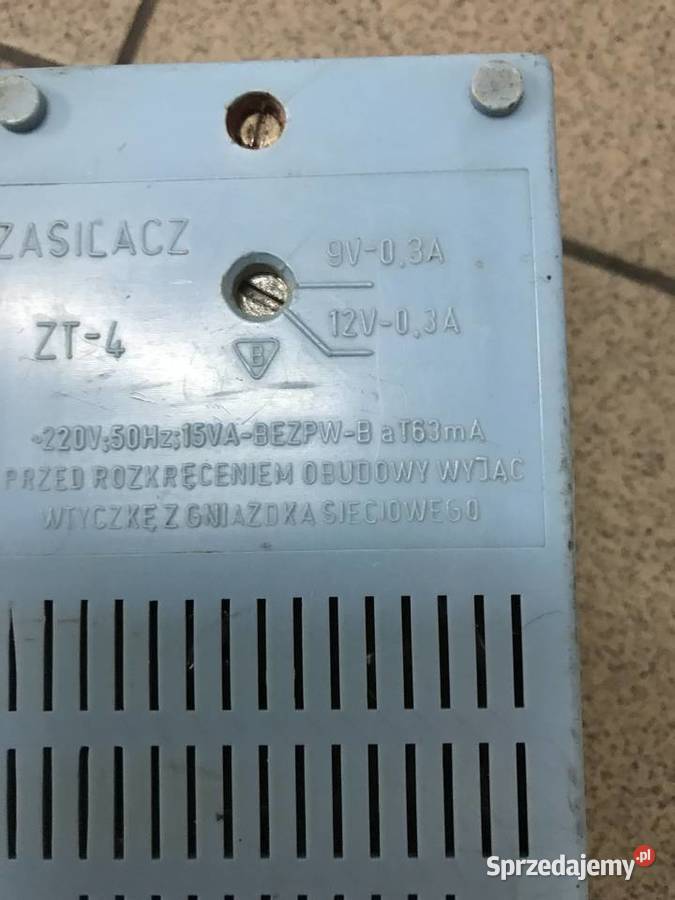 ZASILACZ
ZT-4
9V-0,3A
12V-0,3A
B
~220V;50Hz;15VA-BEZPW-B aT63mA
PRZED ROZKRĘCENIEM OBUDOWY WYJĄC
WTYCZKĘ Z GNIAZDKA SIECIOWEGO
Sprzedajemy.pl